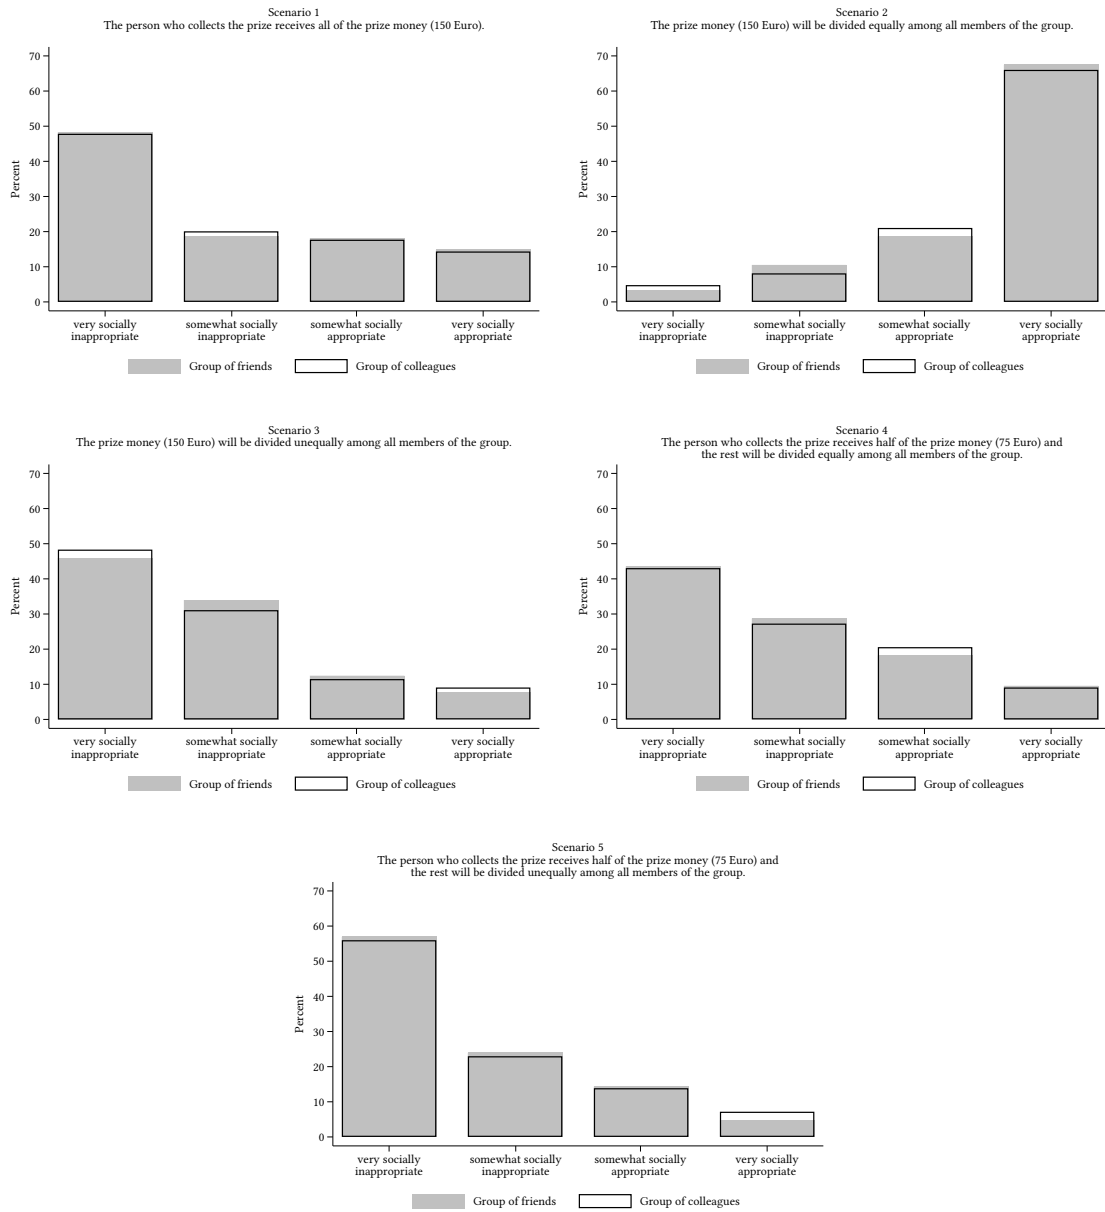 Scenario 1
The person who collects the prize receives all of the prize money (150 Euro).
70
60
50
40
30
20
10
0
Percent
very socially
inappropriate
somewhat socially
inappropriate
somewhat socially
appropriate
very socially
appropriate
Group of friends
Group of colleagues
Scenario 2
The prize money (150 Euro) will be divided equally among all members of the group.
70
60
50
40
30
20
10
0
Percent
very socially
inappropriate
somewhat socially
inappropriate
somewhat socially
appropriate
very socially
appropriate
Group of friends
Group of colleagues
Scenario 3
The prize money (150 Euro) will be divided unequally among all members of the group.
70
60
50
40
30
20
10
0
Percent
very socially
inappropriate
somewhat socially
inappropriate
somewhat socially
appropriate
very socially
appropriate
Group of friends
Group of colleagues
Scenario 4
The person who collects the prize receives half of the prize money (75 Euro) and
the rest will be divided equally among all members of the group.
70
60
50
40
30
20
10
0
Percent
very socially
inappropriate
somewhat socially
inappropriate
somewhat socially
appropriate
very socially
appropriate
Group of friends
Group of colleagues
Scenario 5
The person who collects the prize receives half of the prize money (75 Euro) and
the rest will be divided unequally among all members of the group.
70
60
50
40
30
20
10
0
Percent
very socially
inappropriate
somewhat socially
inappropriate
somewhat socially
appropriate
very socially
appropriate
Group of friends
Group of colleagues